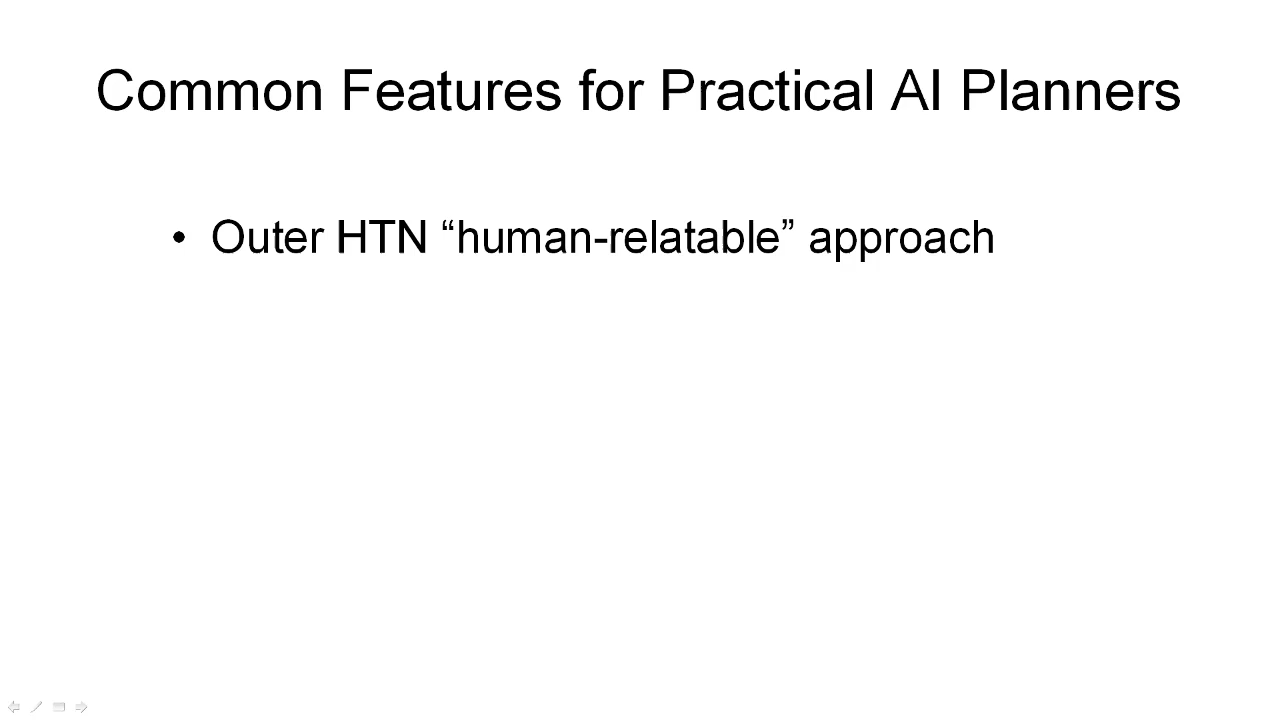 Common Features for Practical AI Planners
• Outer HTN “human-relatable” approach